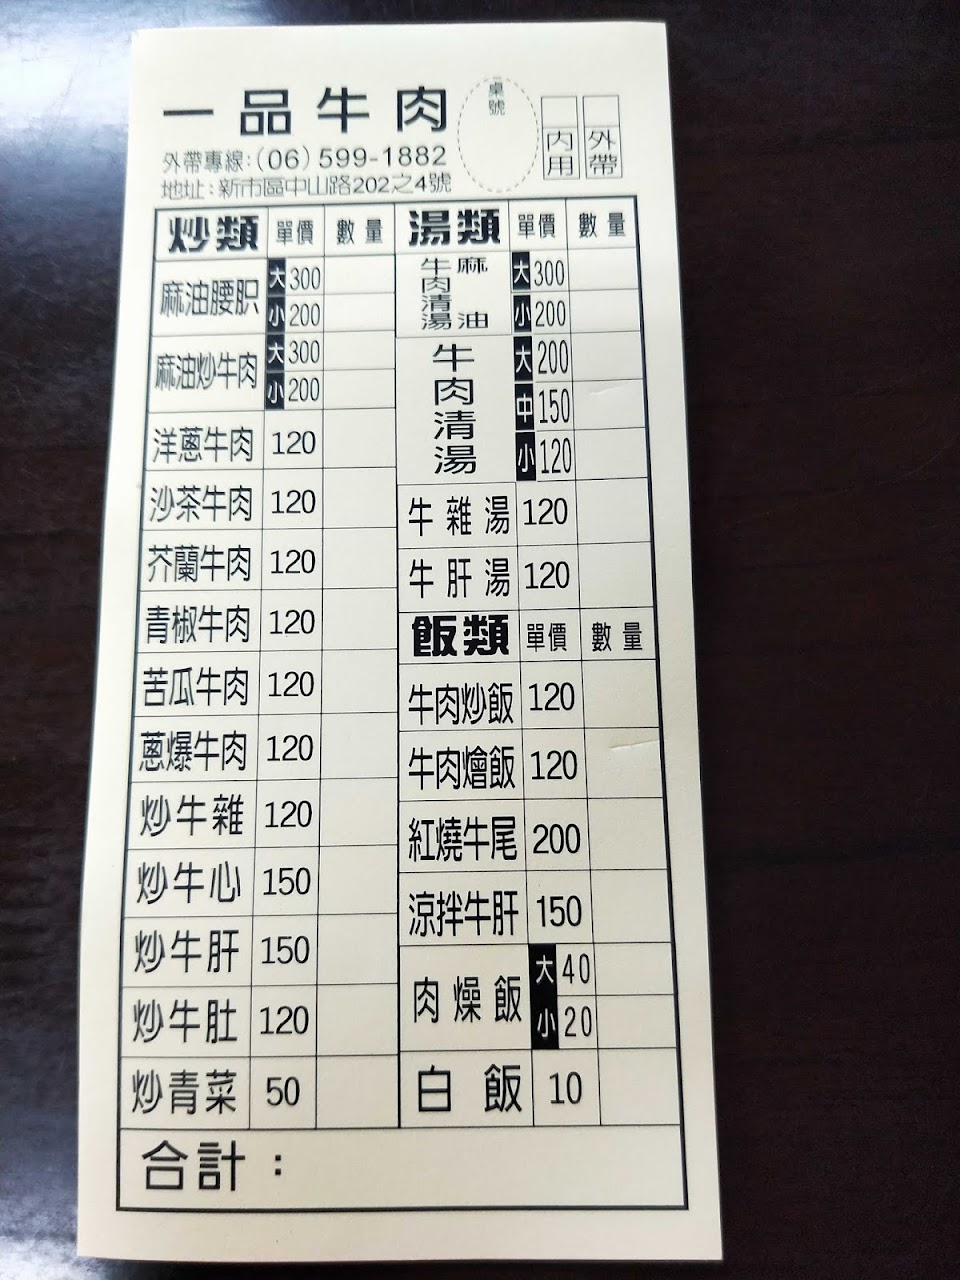 一品牛肉
桌號
內用
外帶
外帶專線:(06) 599-1882
地址:新市區中山路202之4號
炒類 單價 數量
麻油腰胑 大 300
小 200
麻油炒牛肉 大 300
小 200
洋蔥牛肉 120
沙茶牛肉 120
芥蘭牛肉 120
青椒牛肉 120
苦瓜牛肉 120
蔥爆牛肉 120
炒牛雜 120
炒牛心 150
炒牛肝 150
炒牛肚 120
炒青菜 50
湯類 單價 數量
麻油牛肉清湯 大 300
小 200
牛肉清湯 大 200
中 150
小 120
牛雜湯 120
牛肝湯 120
飯類 單價 數量
牛肉炒飯 120
牛肉燴飯 120
紅燒牛尾 200
涼拌牛肝 150
肉燥飯 大 40
小 20
白飯 10
合計：